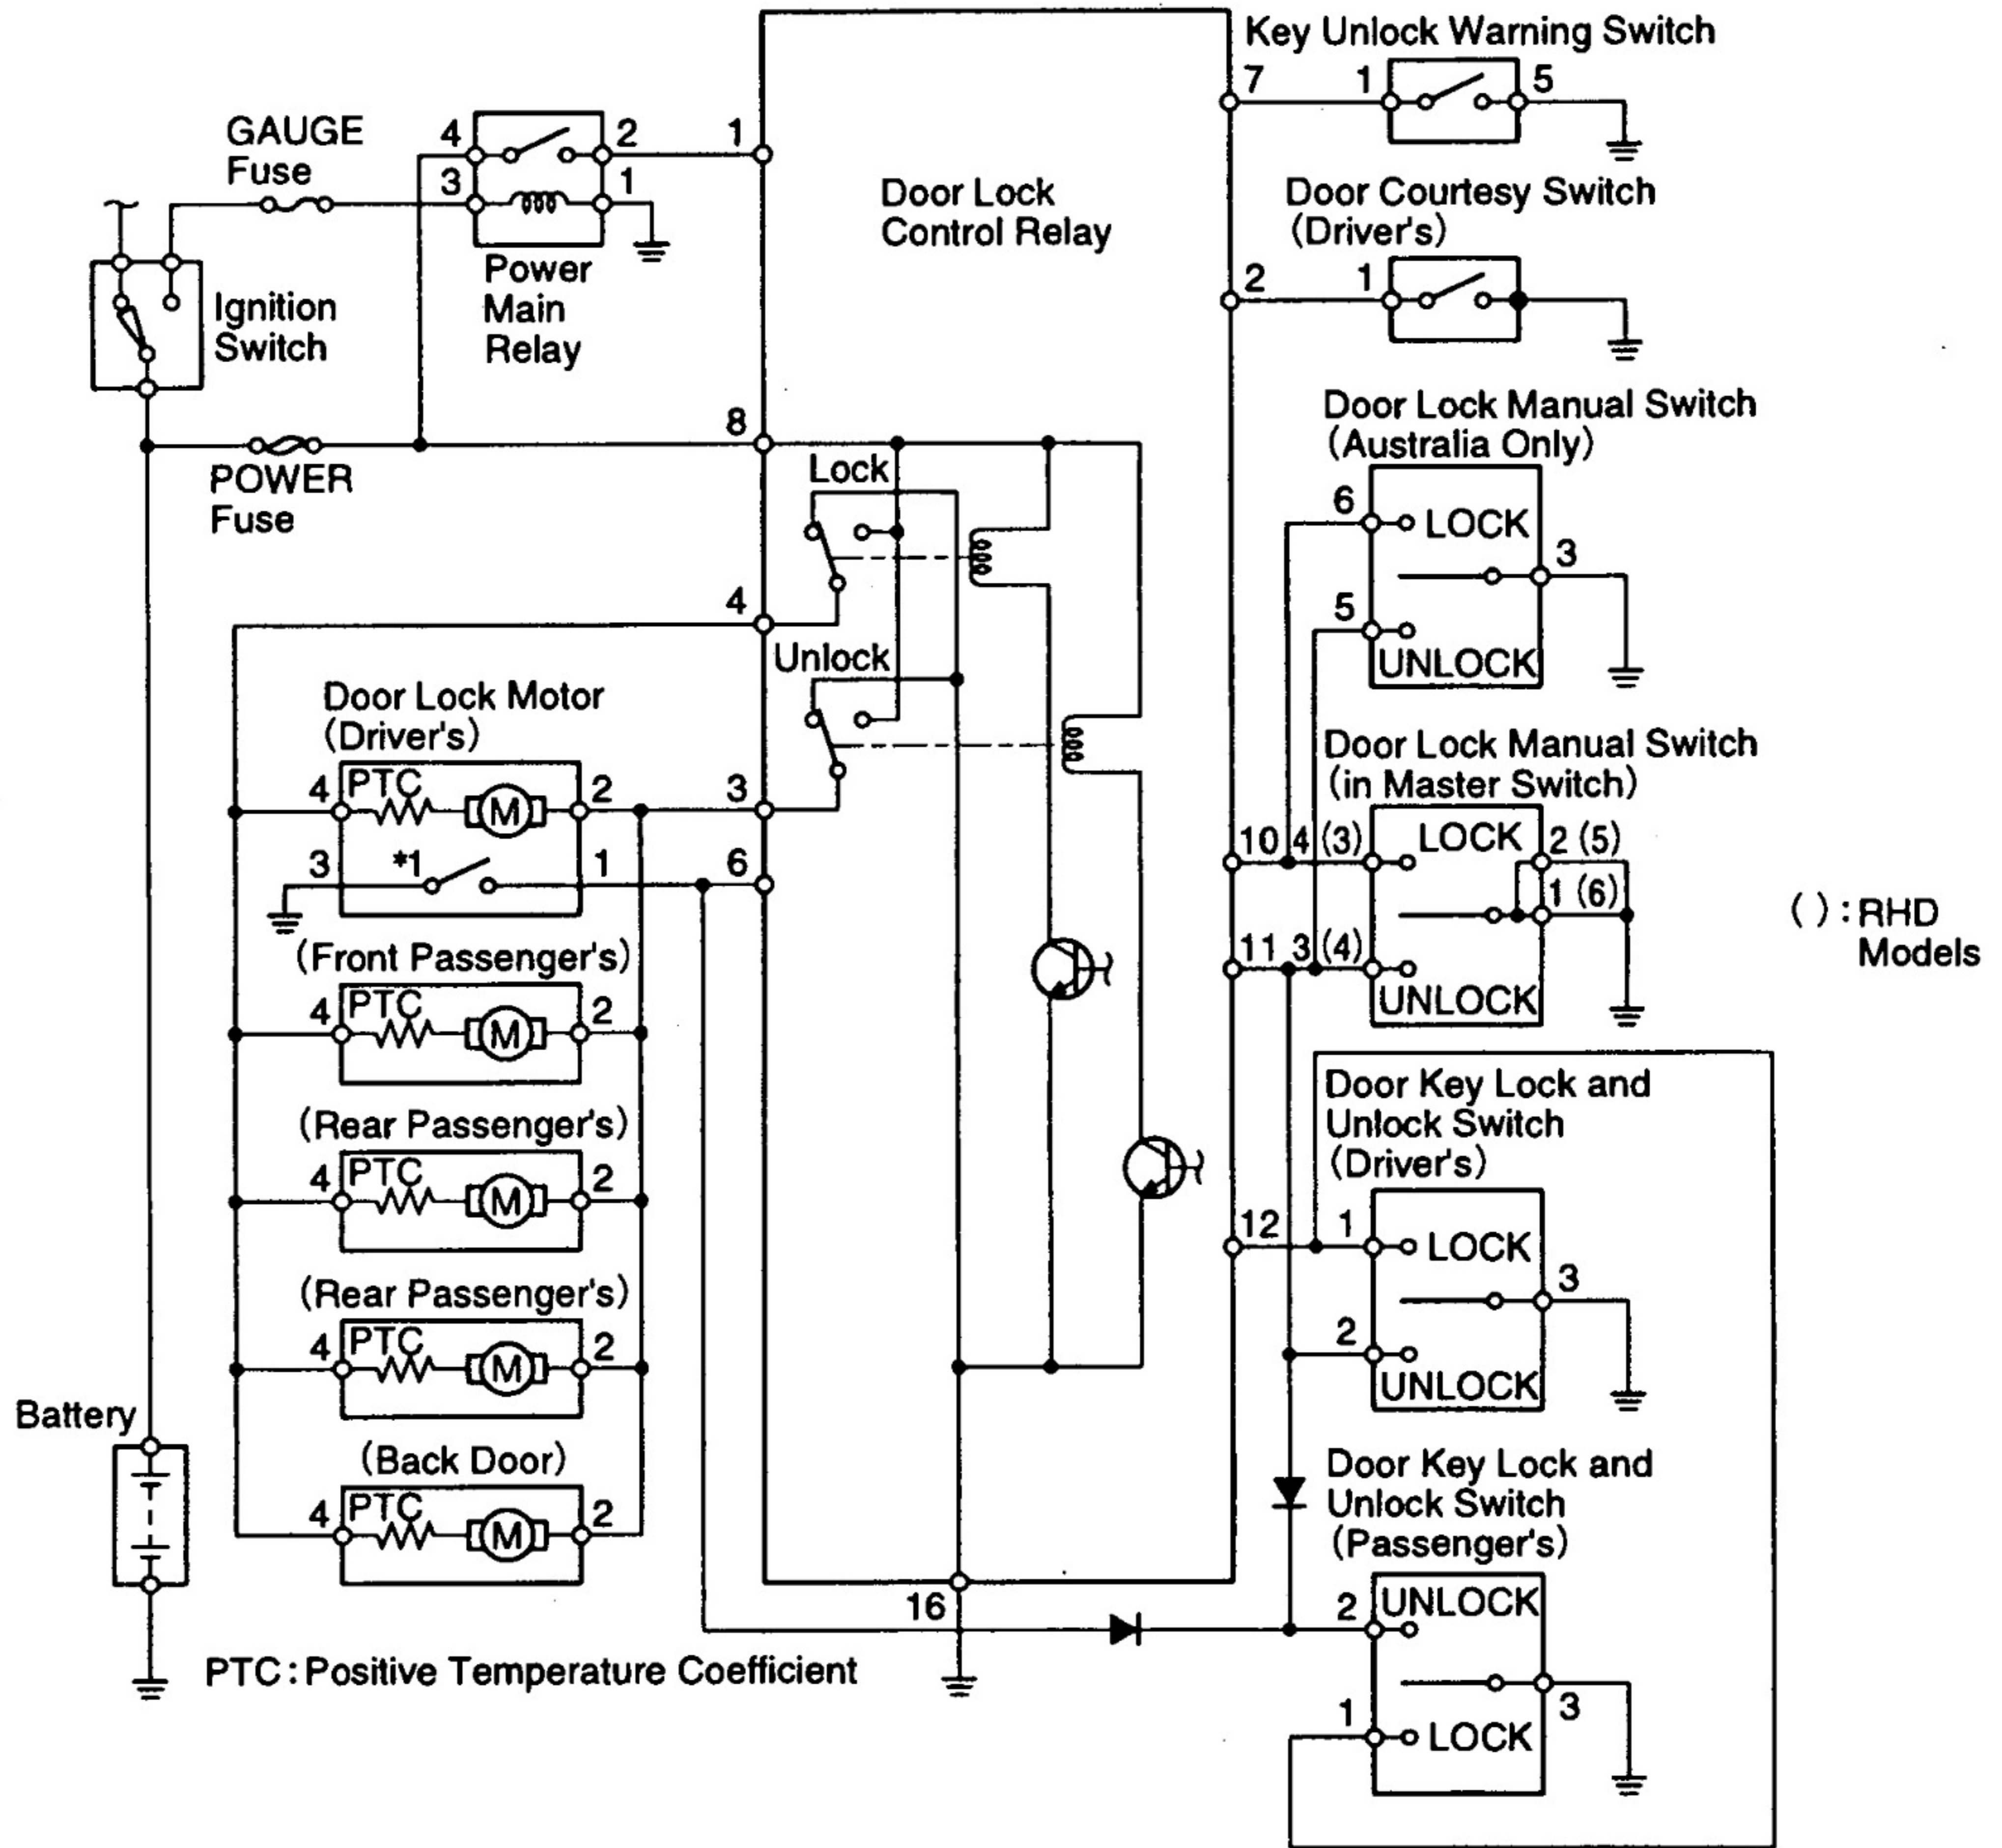 Key Unlock Warning Switch
7
1
5
GAUGE
Fuse
4
2
1
3
1
Power
Main
Relay
Ignition
Switch
Door Lock
Control Relay
Door Courtesy Switch
(Driver's)
2
1
POWER
Fuse
8
Lock
4
Unlock
3
6
Door Lock Manual Switch
(Australia Only)
6
LOCK
3
5
UNLOCK
Door Lock Manual Switch
(in Master Switch)
10
4 (3)
LOCK
2 (5)
1 (6)
11
3 (4)
UNLOCK
( ) : RHD
Models
Door Lock Motor
(Driver's)
4
PTC
M
2
3
*1
1
(Front Passenger's)
4
PTC
M
2
(Rear Passenger's)
4
PTC
M
2
(Rear Passenger's)
4
PTC
M
2
(Back Door)
4
PTC
M
2
Battery
Door Key Lock and
Unlock Switch
(Driver's)
12
1
LOCK
3
2
UNLOCK
Door Key Lock and
Unlock Switch
(Passenger's)
2
UNLOCK
3
1
LOCK
16
PTC : Positive Temperature Coefficient